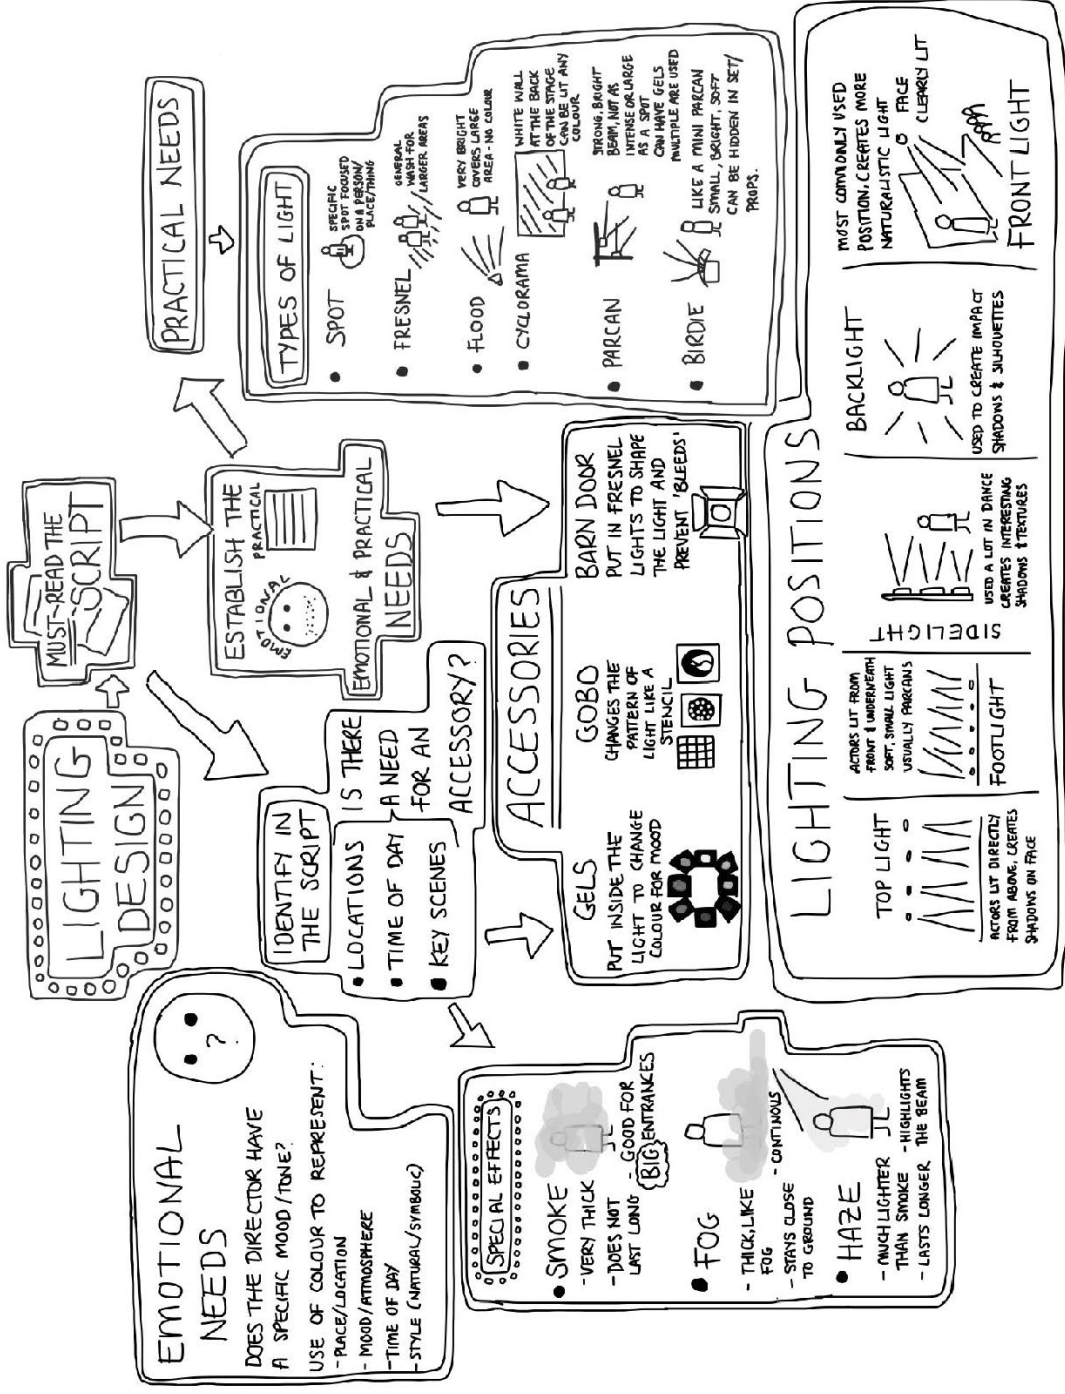 LIGHTING
DESIGN
MUST-READ THE
SCRIPT
ESTABLISH THE
EMOTIONAL
PRACTICAL
EMOTIONAL & PRACTICAL
NEEDS
PRACTICAL NEEDS
EMOTIONAL
NEEDS
DOES THE DIRECTOR HAVE
A SPECIFIC MOOD/TONE?
USE OF COLOUR TO REPRESENT:
- PLACE/LOCATION
- MOOD/ATMOSPHERE
- TIME OF DAY
- STYLE (NATURAL/SYMBOLIC)
?
IDENTIFY IN
THE SCRIPT
• LOCATIONS
• TIME OF DAY
• KEY SCENES
IS THERE
A NEED
FOR AN
ACCESSORY?
TYPES OF LIGHT
• SPOT
SPECIFIC
SPOT FOCUSED
ON A PERSON/
PLACE/THING
• FRESNEL
GENERAL
WASH FOR
LARGER AREAS
• FLOOD
VERY BRIGHT
COVERS LARGE
AREA - NO COLOUR
• CYCLORAMA
WHITE WALL
AT THE BACK
OF THE STAGE
CAN BE LIT ANY
COLOUR
• PARCAN
STRONG, BRIGHT
BEAM, NOT AS
INTENSE OR LARGE
AS A SPOT
CAN HAVE GELS
MULTIPLE ARE USED
• BIRDIE
LIKE A MINI PARCAN
SMALL, BRIGHT, SOFT
CAN BE HIDDEN IN SET/
PROPS.
SPECIAL EFFECTS
• SMOKE
- VERY THICK
- DOES NOT
LAST LONG
- GOOD FOR
BIG ENTRANCES
• FOG
- THICK, LIKE
FOG
- STAYS CLOSE
TO GROUND
- CONTINOUS
• HAZE
- MUCH LIGHTER
THAN SMOKE
- LASTS LONGER
- HIGHLIGHTS
THE BEAM
ACCESSORIES
GELS
PUT INSIDE THE
LIGHT TO CHANGE
COLOUR FOR MOOD
GOBO
CHANGES THE
PATTERN OF
LIGHT LIKE A
STENCIL
BARN DOOR
PUT IN FRESNEL
LIGHTS TO SHAPE
THE LIGHT AND
PREVENT 'BLEEDS'
LIGHTING POSITIONS
TOP LIGHT
ACTORS LIT DIRECTLY
FROM ABOVE, CREATES
SHADOWS ON FACE
ACTORS LIT FROM
FRONT & UNDERNEATH
SOFT, SMALL LIGHT
USUALLY PARCANS
FOOTLIGHT
SIDELIGHT
USED A LOT IN DANCE
CREATES INTERESTING
SHADOWS & TEXTURES
BACKLIGHT
USED TO CREATE IMPACT
SHADOWS & SILHOUETTES
MOST COMMONLY USED
POSITION. CREATES MORE
NATURALISTIC LIGHT
FACE
CLEARLY LIT
FRONT LIGHT